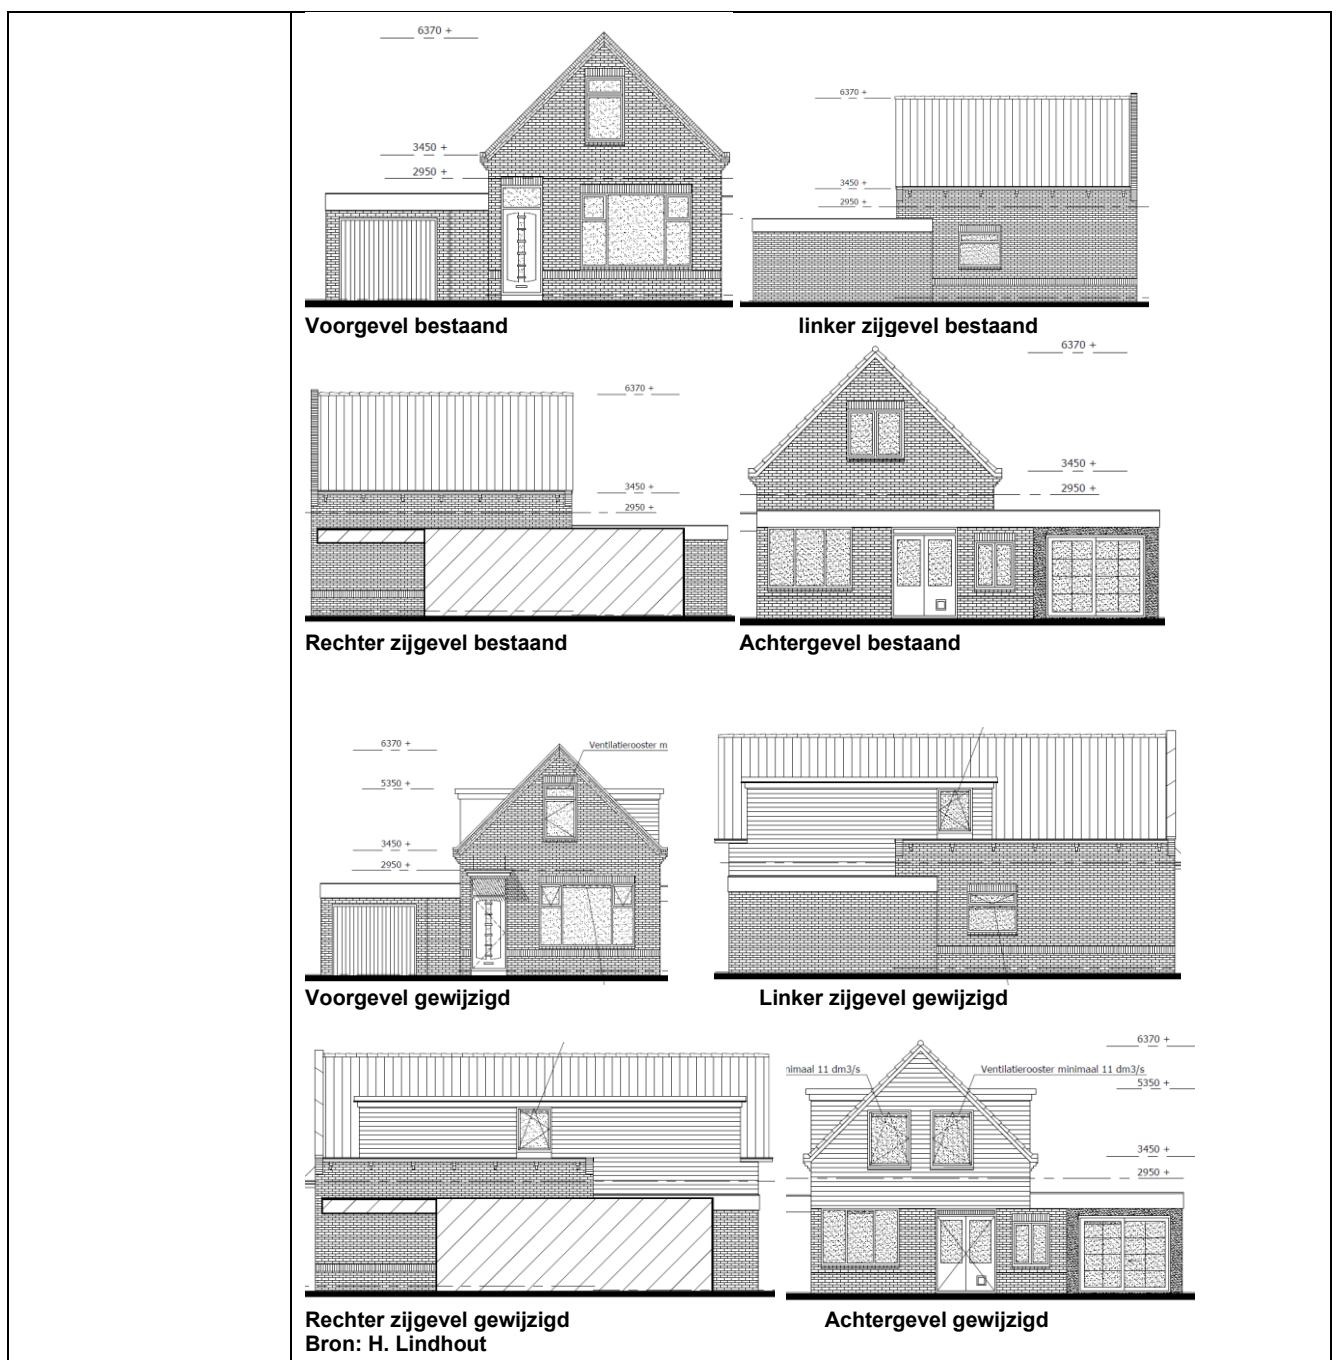 6370 +
3450 +
2950 +
6370 +
3450 +
2950 +
Voorgevel bestaand
linker zijgevel bestaand
6370 +
3450 +
2950 +
6370 +
3450 +
2950 +
Rechter zijgevel bestaand
Achtergevel bestaand
6370 +
5350 +
3450 +
2950 +
Ventilatierooster m
Voorgevel gewijzigd
Linker zijgevel gewijzigd
nimaal 11 dm3/s
Ventilatierooster minimaal 11 dm3/s
6370 +
5350 +
3450 +
2950 +
Rechter zijgevel gewijzigd
Achtergevel gewijzigd
Bron: H. Lindhout